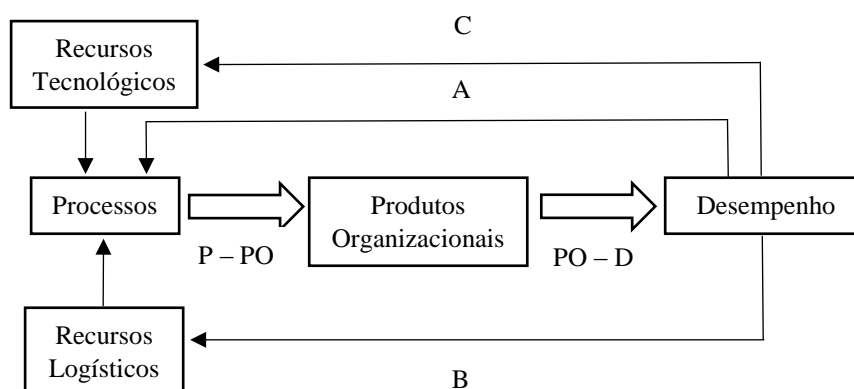 C
Recursos
Tecnológicos
A
Processos
Produtos
Organizacionais
Desempenho
P – PO
PO – D
Recursos
Logísticos
B